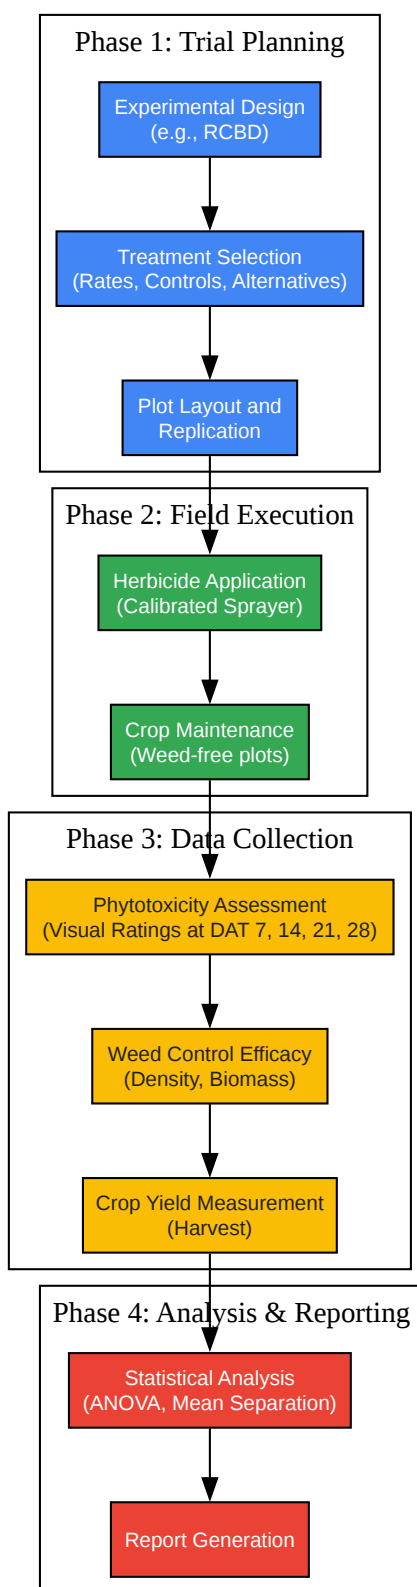 Phase 1: Trial Planning
Experimental Design
(e.g., RCBD)
Treatment Selection
(Rates, Controls, Alternatives)
Plot Layout and
Replication
Phase 2: Field Execution
Herbicide Application
(Calibrated Sprayer)
Crop Maintenance
(Weed-free plots)
Phase 3: Data Collection
Phytotoxicity Assessment
(Visual Ratings at DAT 7, 14, 21, 28)
Weed Control Efficacy
(Density, Biomass)
Crop Yield Measurement
(Harvest)
Phase 4: Analysis & Reporting
Statistical Analysis
(ANOVA, Mean Separation)
Report Generation